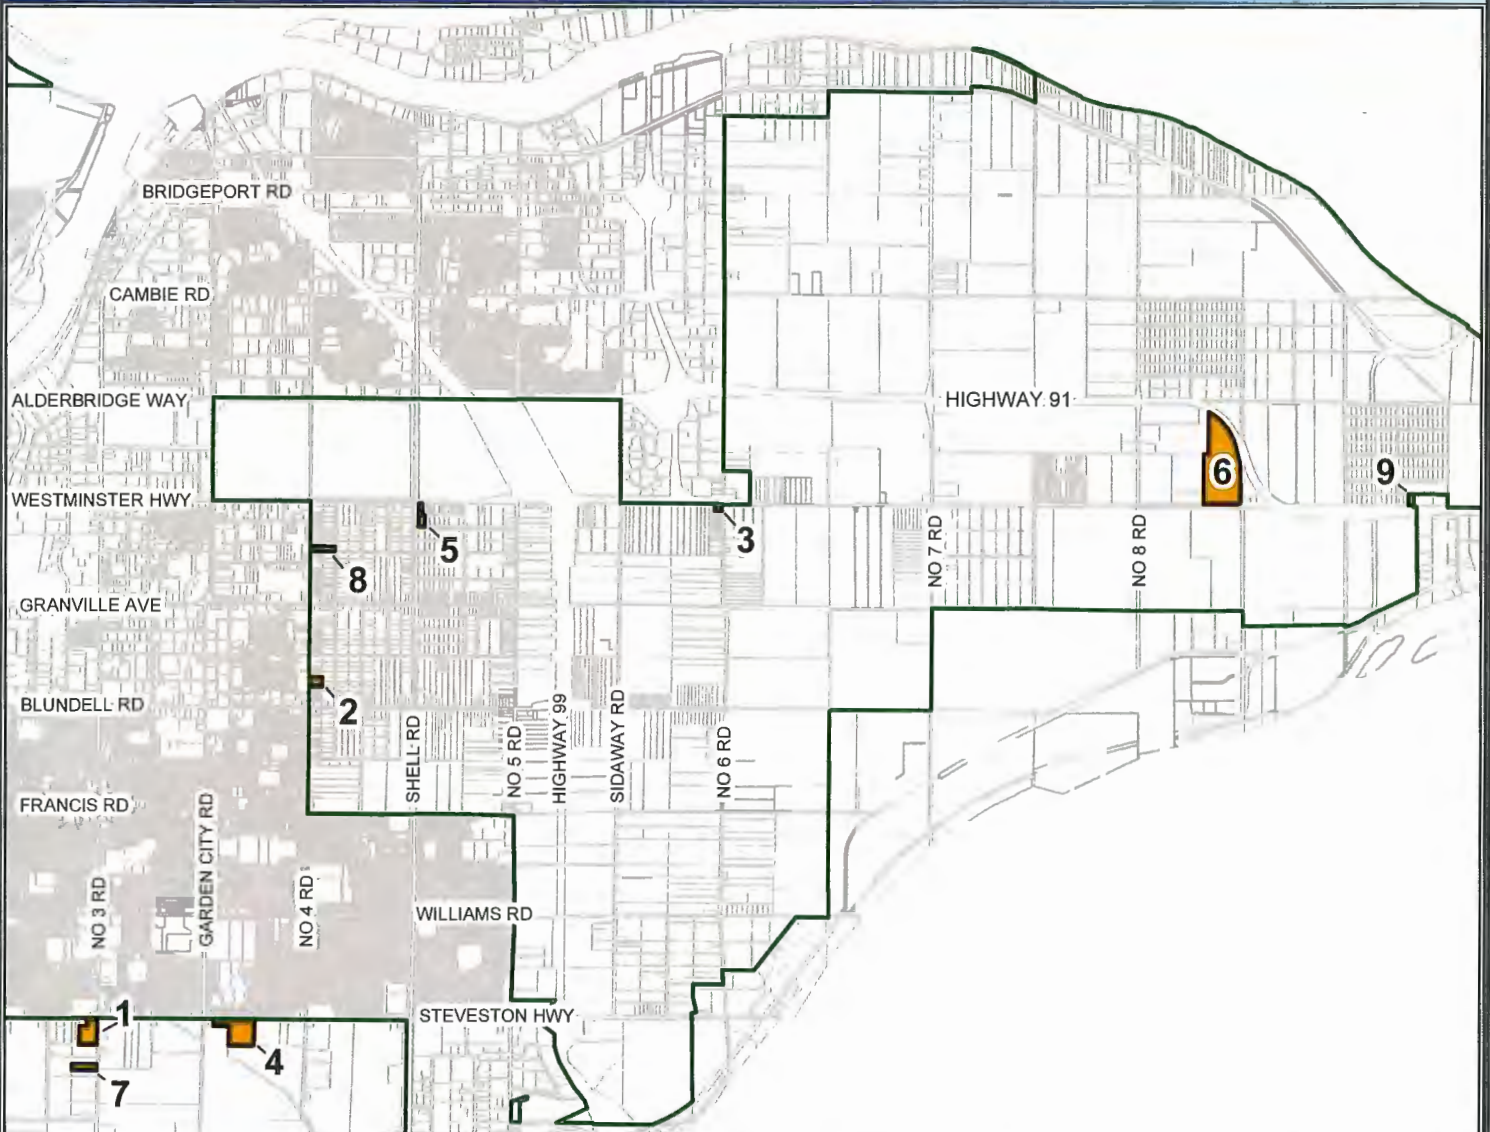 BRIDGEPORT RD
CAMBIE RD
ALDERBRIDGE WAY
HIGHWAY 91
WESTMINSTER HWY
6
9
3
5
8
NO 7 RD
NO 8 RD
GRANVILLE AVE
BLUNDELL RD
2
SHELL RD
NO 5 RD
HIGHWAY 99
SIDAWAY RD
NO 6 RD
FRANCIS RD
NO 3 RD
GARDEN CITY RD
NO 4 RD
WILLIAMS RD
1
STEVESTON HWY
4
7